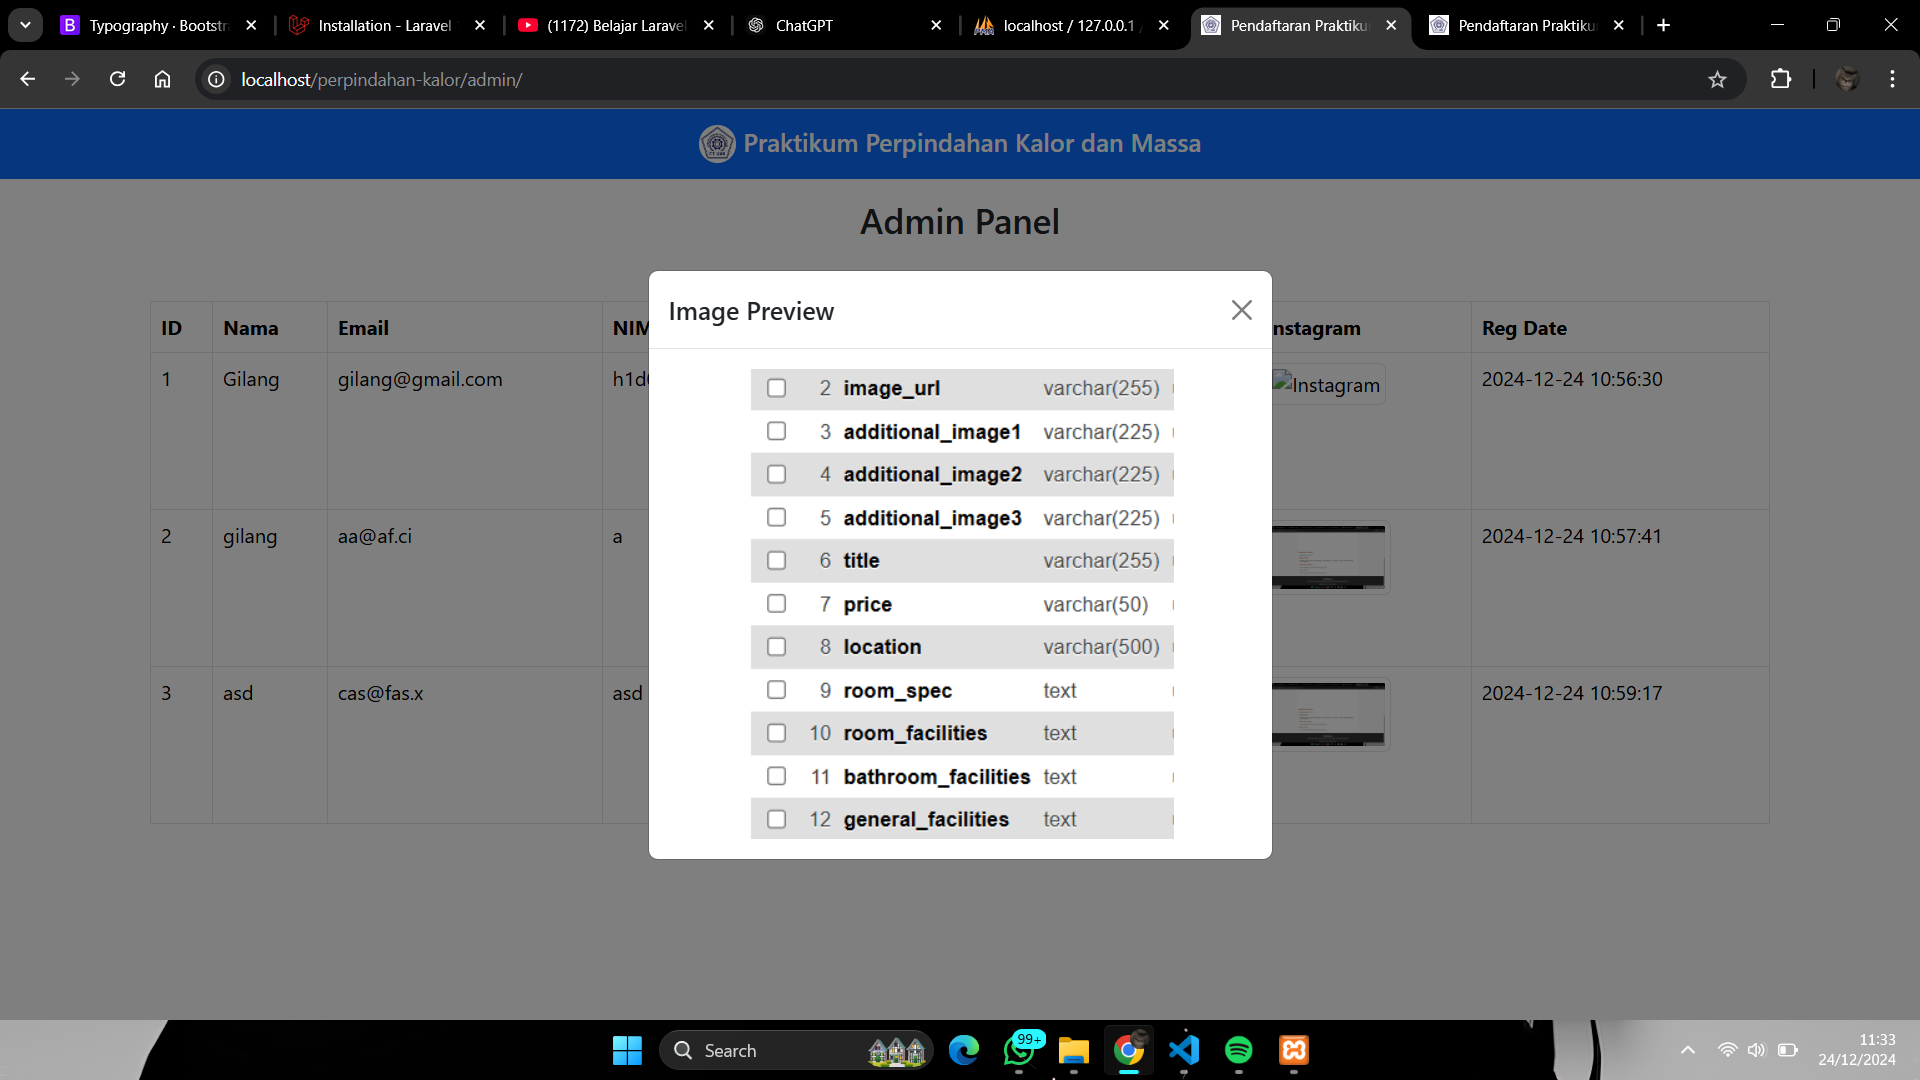 Typography · Bootstra
Installation - Laravel
(1172) Belajar Laravel
ChatGPT
localhost / 127.0.0.1 /
Pendaftaran Praktiku
Pendaftaran Praktiku
localhost/perpindahan-kalor/admin/
Praktikum Perpindahan Kalor dan Massa
Admin Panel
Image Preview
ID Nama Email NIM nstagram Reg Date
1 Gilang gilang@gmail.com h1d Instagram 2024-12-24 10:56:30
2 gilang aa@af.ci a 2024-12-24 10:57:41
3 asd cas@fas.x asd 2024-12-24 10:59:17
2 image_url varchar(255)
3 additional_image1 varchar(225)
4 additional_image2 varchar(225)
5 additional_image3 varchar(225)
6 title varchar(255)
7 price varchar(50)
8 location varchar(500)
9 room_spec text
10 room_facilities text
11 bathroom_facilities text
12 general_facilities text
Search
99+
11:33
24/12/2024